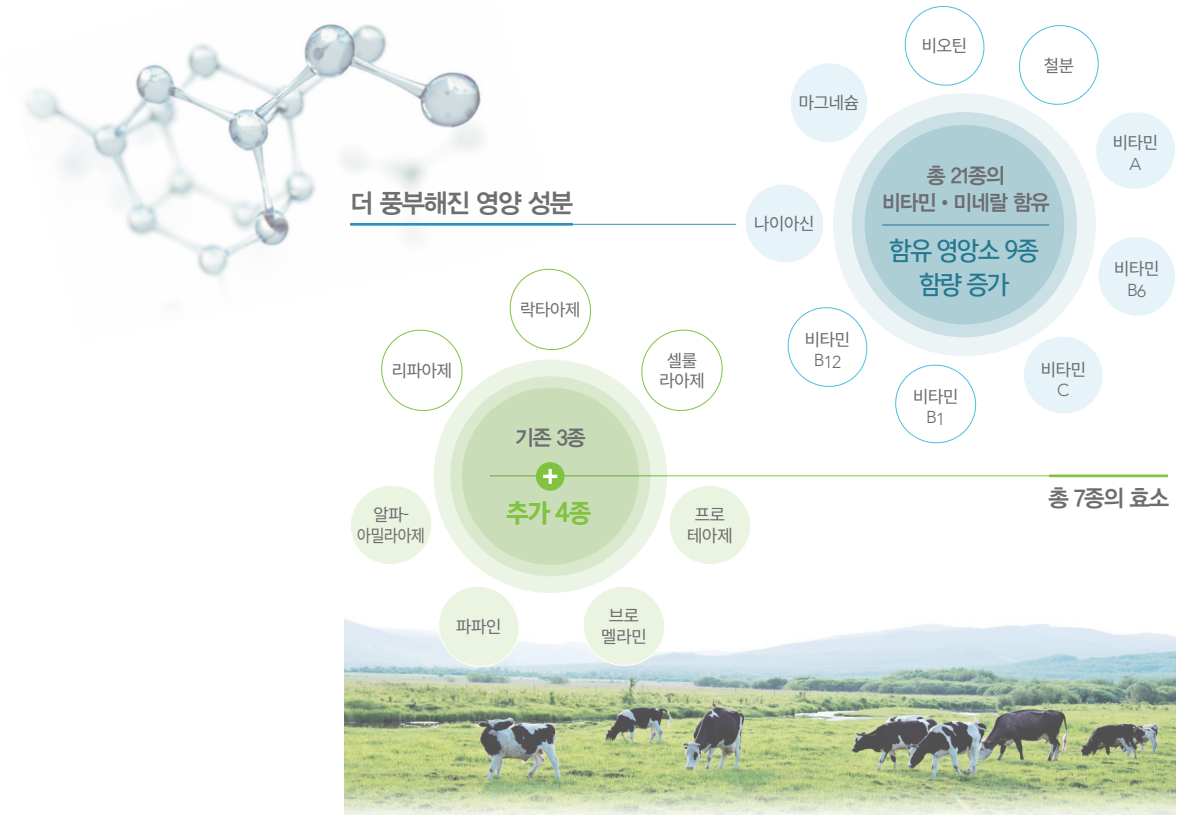 더 풍부해진 영양 성분
비오틴
철분
마그네슘
비타민
A
나이아신
총 21종의
비타민・미네랄 함유
함유 영앙소 9종
함량 증가
비타민
B6
비타민
B12
비타민
C
비타민
B1
락타아제
리파아제
셀룰
라아제
기존 3종
+
추가 4종
총 7종의 효소
알파-
아밀라아제
프로
테아제
파파인
브로
멜라민